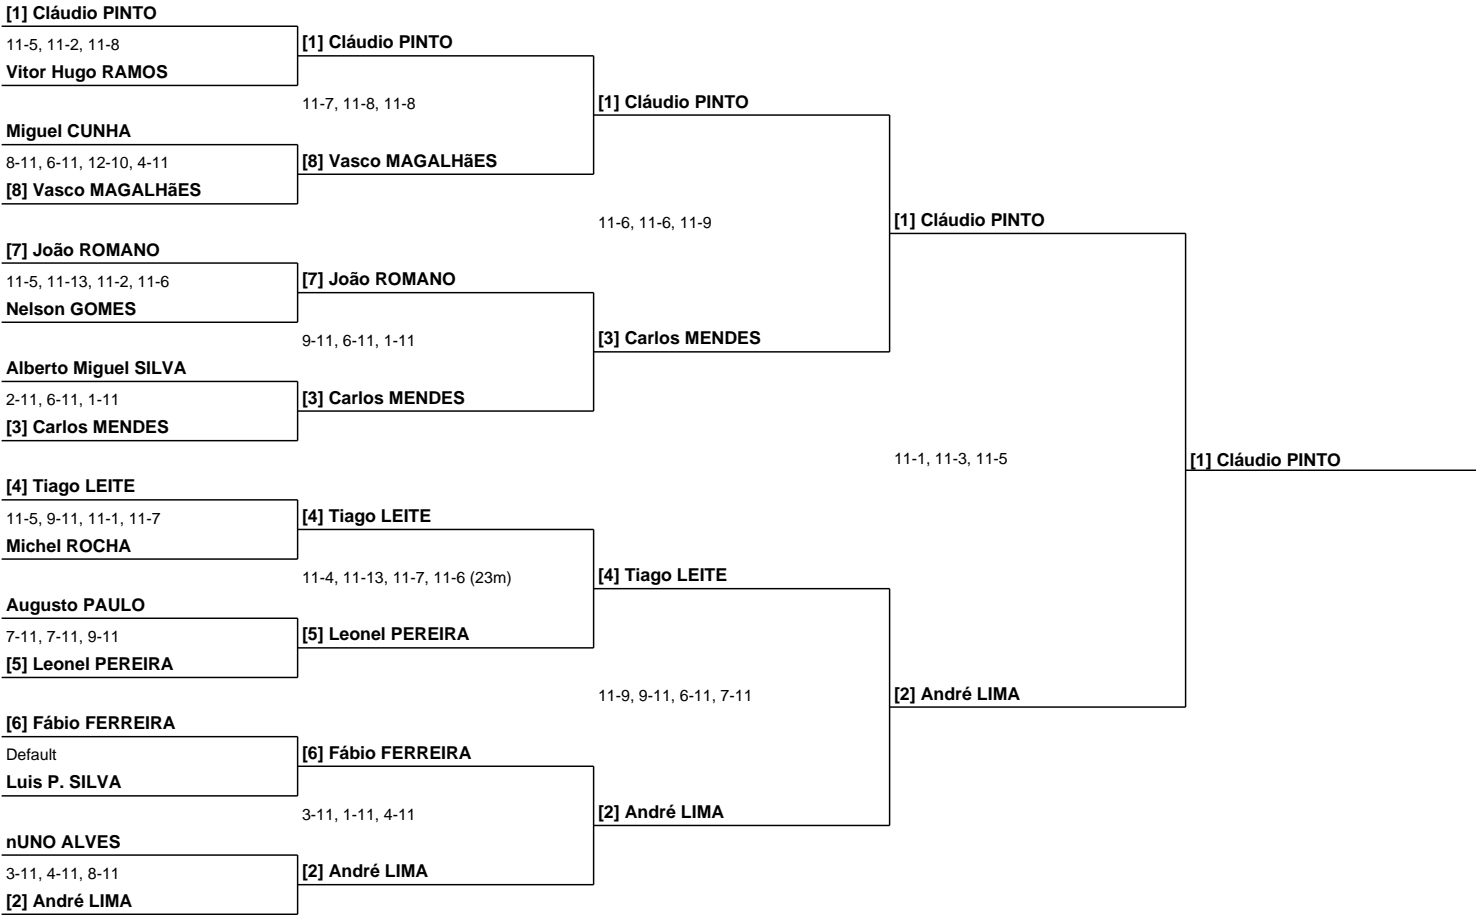 [1] Cláudio PINTO
11-5, 11-2, 11-8
Vitor Hugo RAMOS
Miguel CUNHA
8-11, 6-11, 12-10, 4-11
[8] Vasco MAGALHãES
[7] João ROMANO
11-5, 11-13, 11-2, 11-6
Nelson GOMES
Alberto Miguel SILVA
2-11, 6-11, 1-11
[3] Carlos MENDES
[4] Tiago LEITE
11-5, 9-11, 11-1, 11-7
Michel ROCHA
Augusto PAULO
7-11, 7-11, 9-11
[5] Leonel PEREIRA
[6] Fábio FERREIRA
Default
Luis P. SILVA
nUNO ALVES
3-11, 4-11, 8-11
[2] André LIMA
[1] Cláudio PINTO
11-7, 11-8, 11-8
[8] Vasco MAGALHãES
[7] João ROMANO
9-11, 6-11, 1-11
[3] Carlos MENDES
[4] Tiago LEITE
11-4, 11-13, 11-7, 11-6 (23m)
[5] Leonel PEREIRA
[6] Fábio FERREIRA
3-11, 1-11, 4-11
[2] André LIMA
[1] Cláudio PINTO
11-6, 11-6, 11-9
[3] Carlos MENDES
[4] Tiago LEITE
11-9, 9-11, 6-11, 7-11
[2] André LIMA
[1] Cláudio PINTO
11-1, 11-3, 11-5
[2] André LIMA
[1] Cláudio PINTO